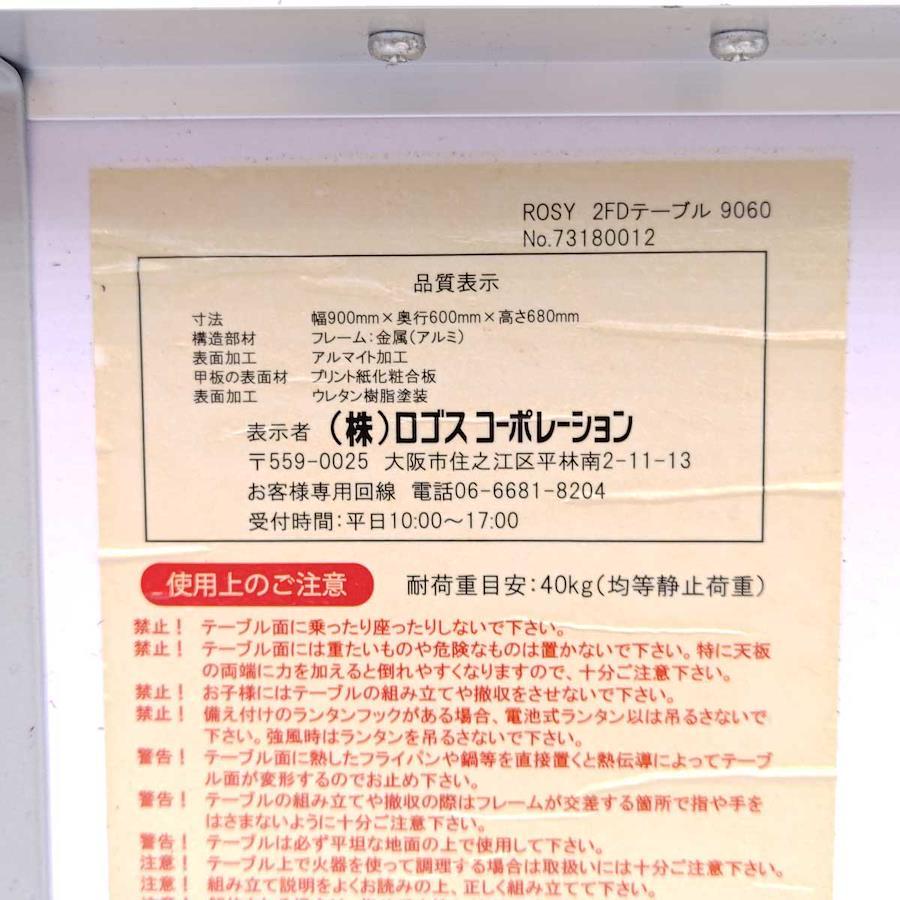 ROSY 2FDテーブル 9060
No.73180012
品質表示
寸法 幅900mm×奥行600mm×高さ680mm
構造部材 フレーム:金属(アルミ)
表面加工 アルマイト加工
甲板の表面材 プリント紙化粧合板
表面加工 ウレタン樹脂塗装
表示者 (株)ロゴス コーポレーション
〒559-0025 大阪市住之江区平林南2-11-13
お客様専用回線 電話06-6681-8204
受付時間:平日10:00〜17:00
使用上のご注意 耐荷重目安:40kg(均等静止荷重)
禁止! テーブル面に乗ったり座ったりしないで下さい。
禁止! テーブル面には重たいものや危険なものは置かないで下さい。特に天板
の両端に力を加えると倒れやすくなりますので、十分ご注意下さい。
禁止! お子様にはテーブルの組み立てや撤収をさせないで下さい。
禁止! 備え付けのランタンフックがある場合、電池式ランタン以は吊るさないで
下さい。強風時はランタンを吊るさないで下さい。
警告! テーブル面に熱したフライパンや鍋等を直接置くと熱伝導によってテーブ
ル面が変形するのでお止め下さい。
警告! テーブルの組み立てや撤収の際はフレームが交差する箇所で指や手を
はさまないように十分ご注意下さい。
警告! テーブルは必ず平坦な地面の上で使用して下さい。
注意! テーブル上で火器を使って調理する場合は取扱いには十分ご注意下さい。
注意! 組み立て説明をよくお読みの上、正しく組み立てて下さい。